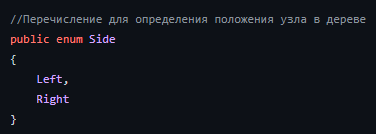 //Перечисление для определения положения узла в дереве
public enum Side
{
    Left,
    Right
}